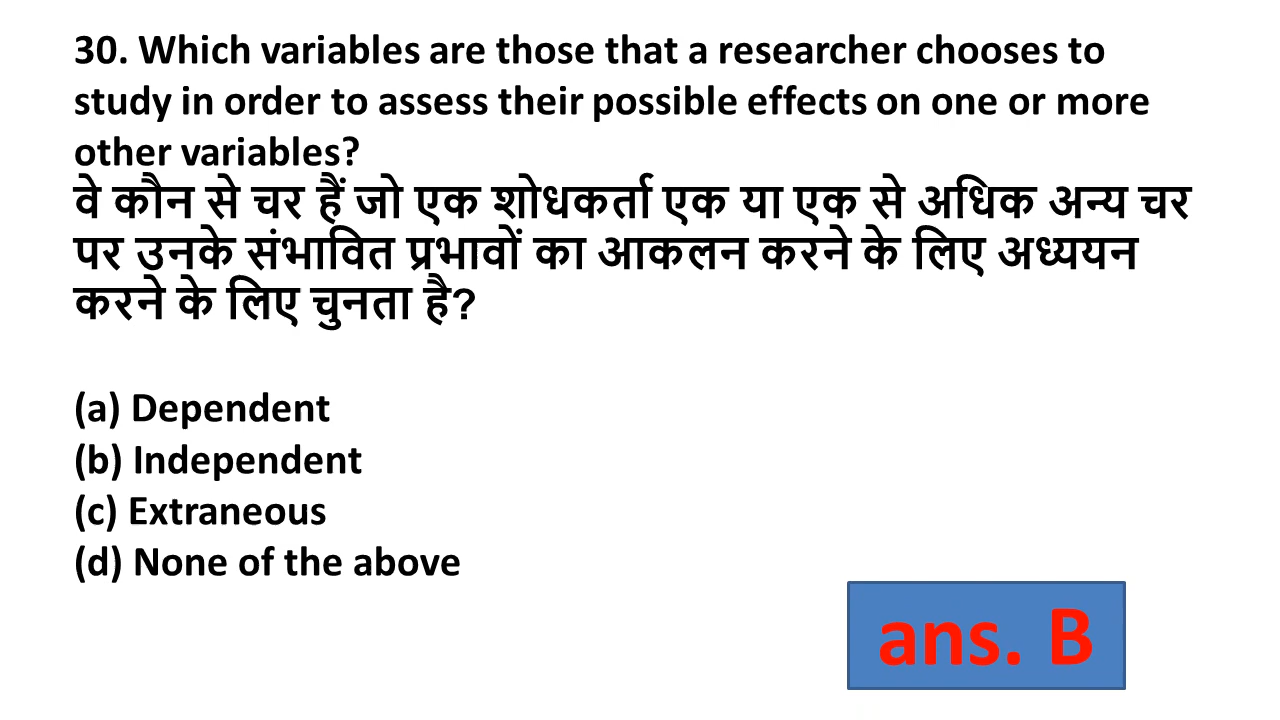 30. Which variables are those that a researcher chooses to
study in order to assess their possible effects on one or more
other variables?
वे कौन से चर हैं जो एक शोधकर्ता एक या एक से अधिक अन्य चर
पर उनके संभावित प्रभावों का आकलन करने के लिए अध्ययन
करने के लिए चुनता है?
(a) Dependent
(b) Independent
(c) Extraneous
(d) None of the above
ans. B